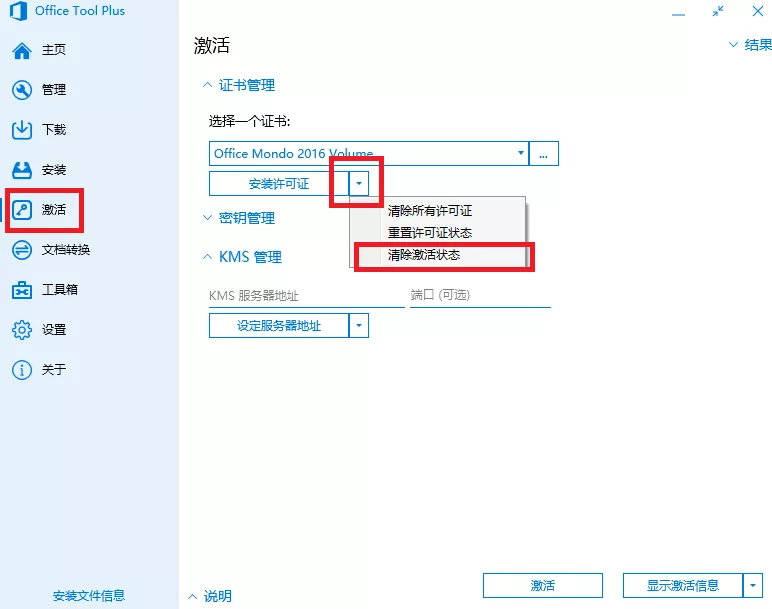 Office Tool Plus
主页
管理
下载
安装
激活
文档转换
工具箱
设置
关于
安装文件信息
激活
结果
证书管理
选择一个证书:
Office Mondo 2016 Volume
...
安装许可证
清除所有许可证
重置许可证状态
清除激活状态
密钥管理
KMS 管理
KMS 服务器地址
端口 (可选)
设定服务器地址
说明
激活
显示激活信息